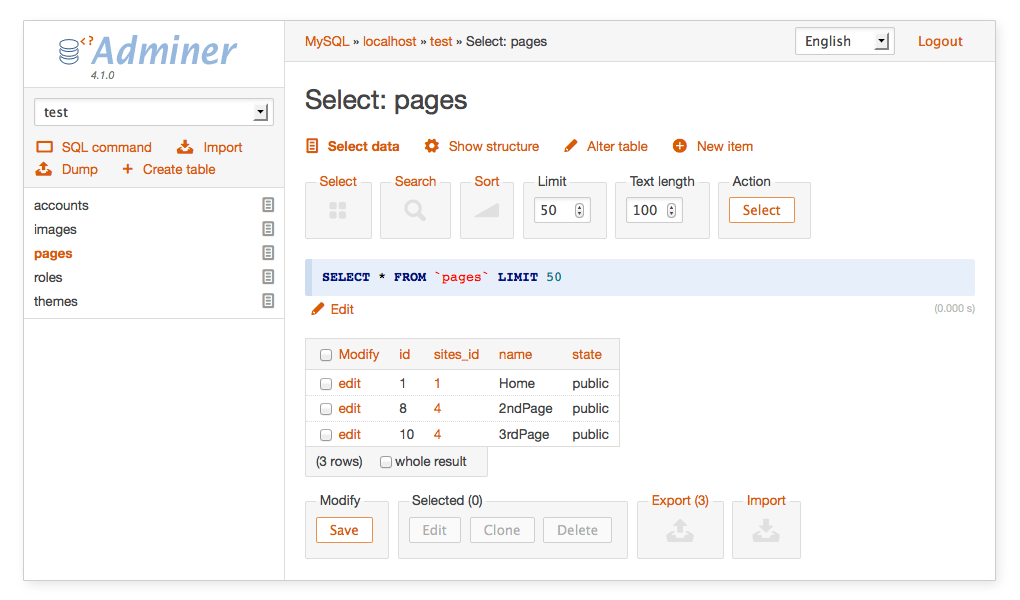 <?Adminer
4.1.0
test
SQL command Import
Dump + Create table
accounts
images
pages
roles
themes
MySQL » localhost » test » Select: pages
English
Logout
Select: pages
Select data Show structure Alter table New item
Select Search Sort Limit Text length Action
50 100 Select
SELECT * FROM `pages` LIMIT 50
Edit (0.000 s)
Modify id sites_id name state
edit 1 1 Home public
edit 8 4 2ndPage public
edit 10 4 3rdPage public
(3 rows) whole result
Modify Selected (0) Export (3) Import
Save Edit Clone Delete